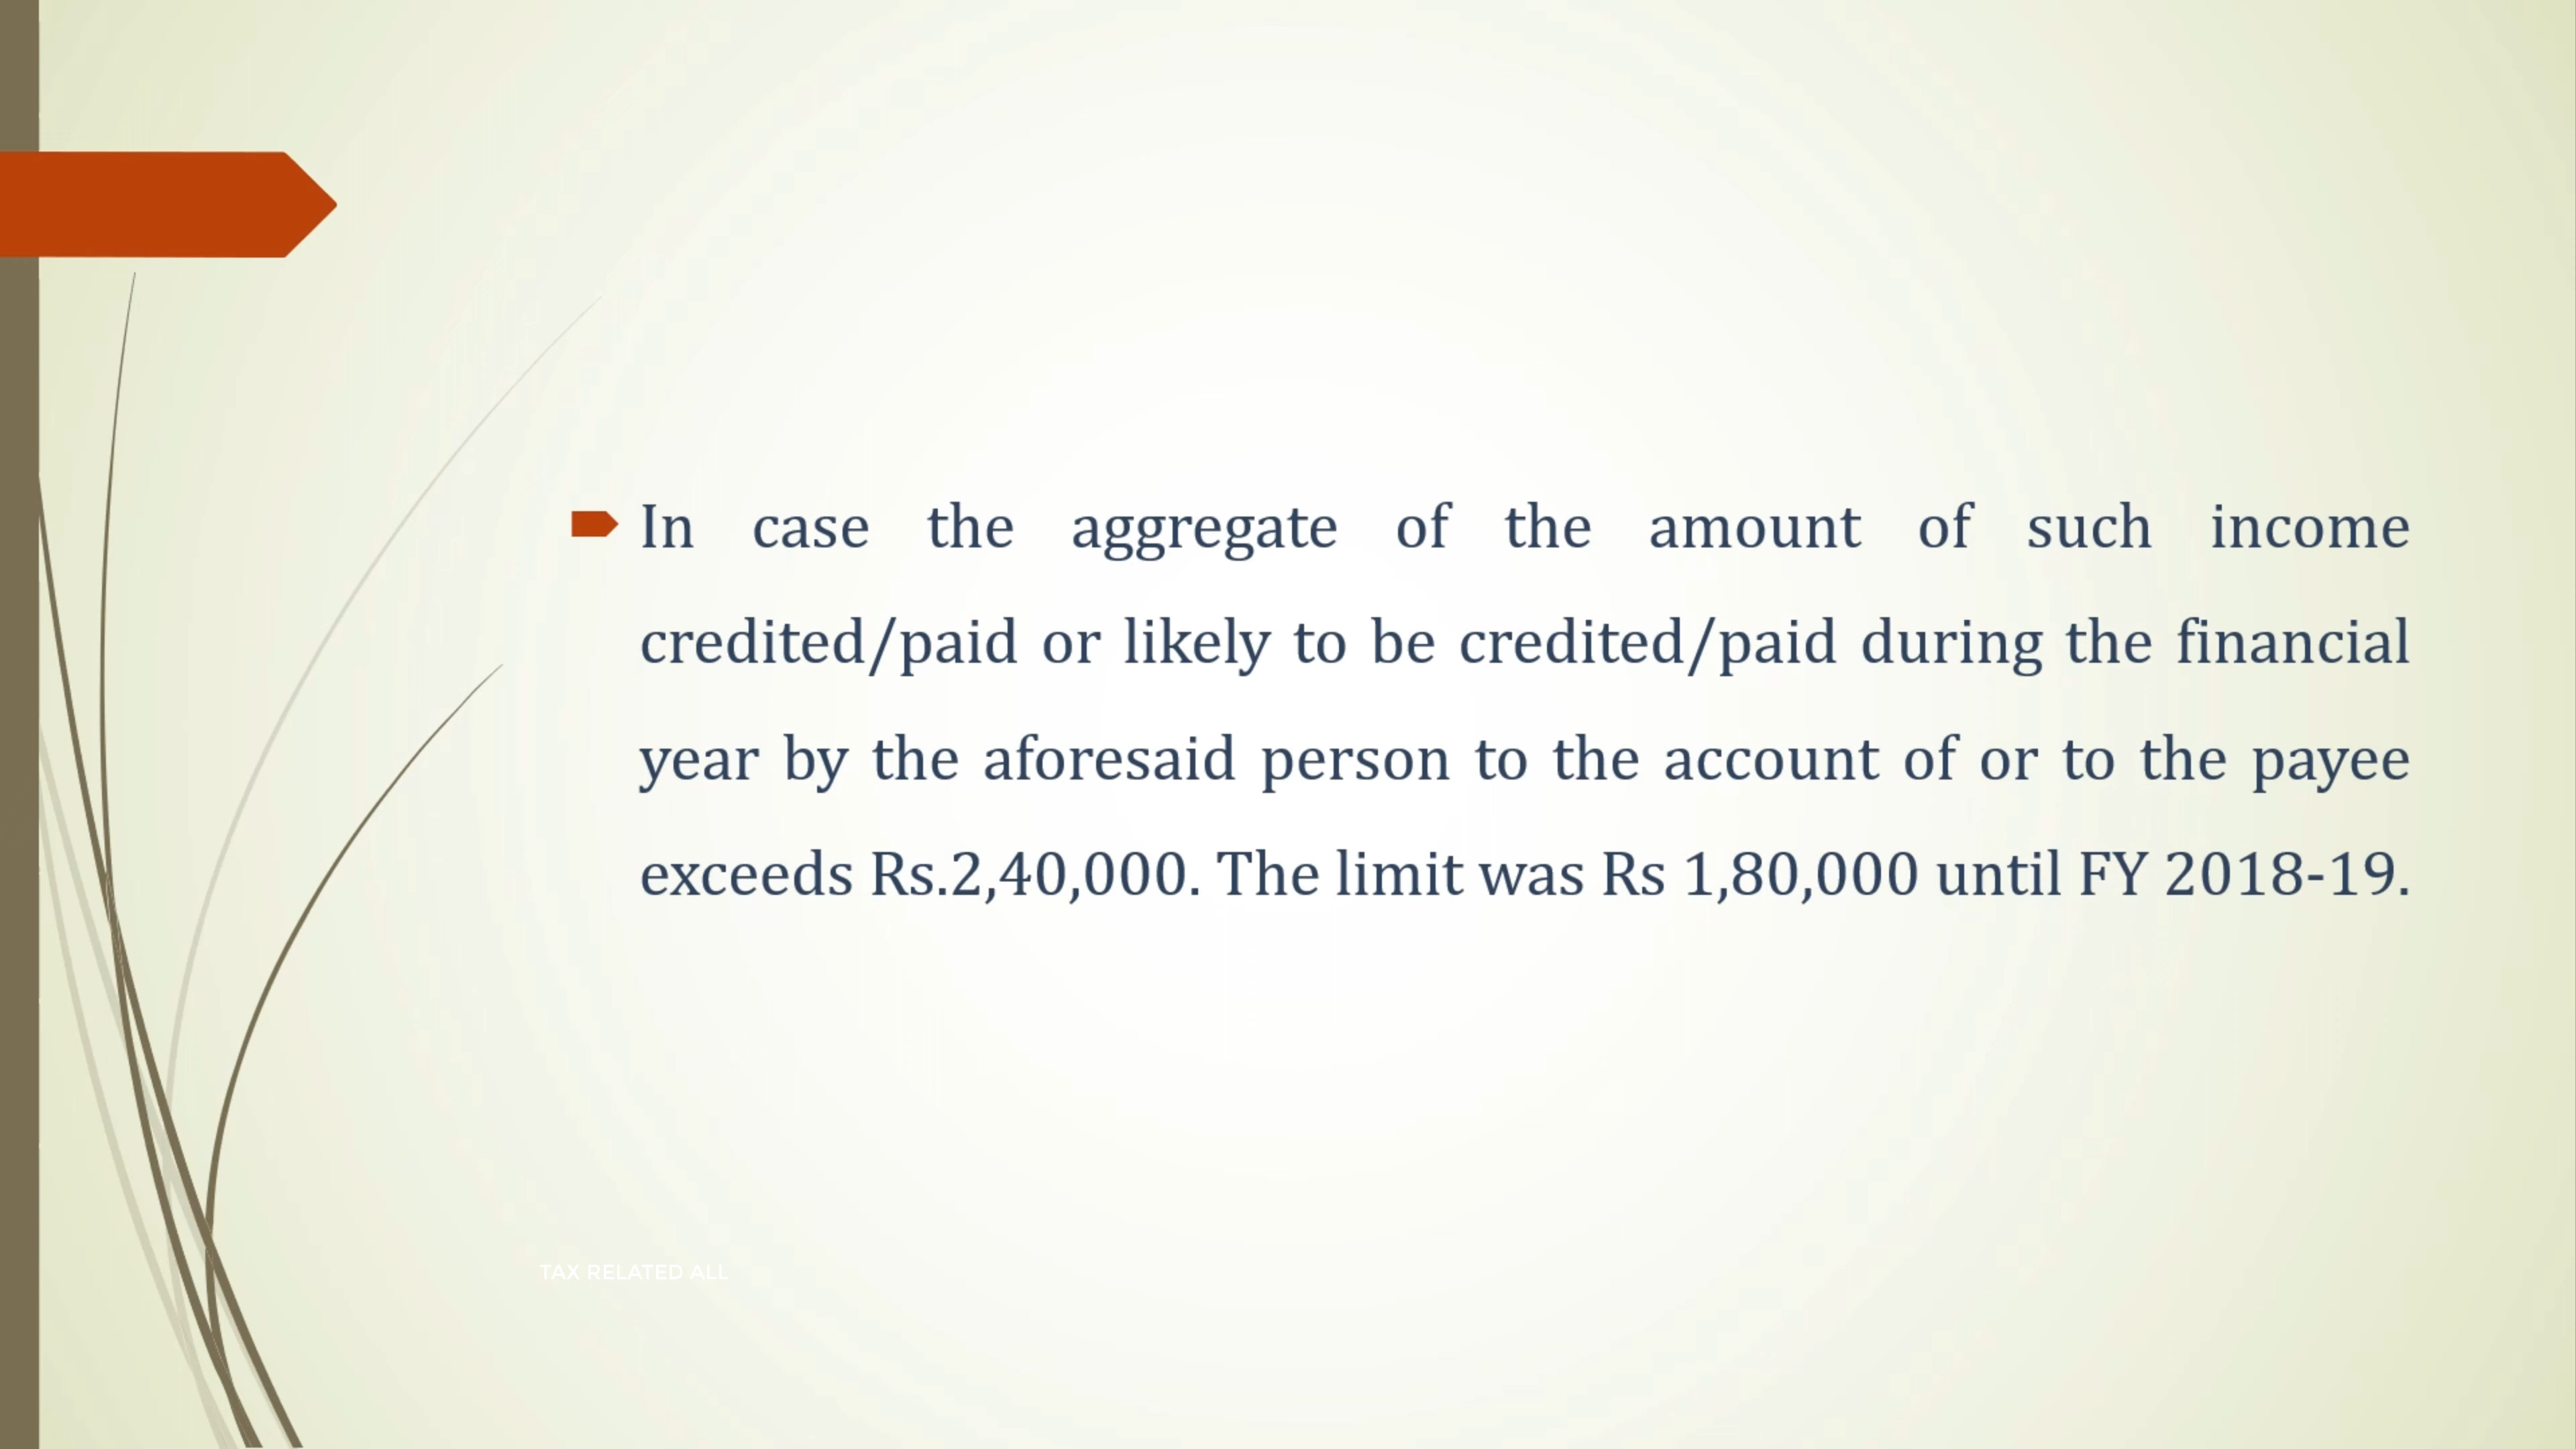 In case the aggregate of the amount of such income
credited/paid or likely to be credited/paid during the financial
year by the aforesaid person to the account of or to the payee
exceeds Rs.2,40,000. The limit was Rs 1,80,000 until FY 2018-19.
TAX RELATED ALL